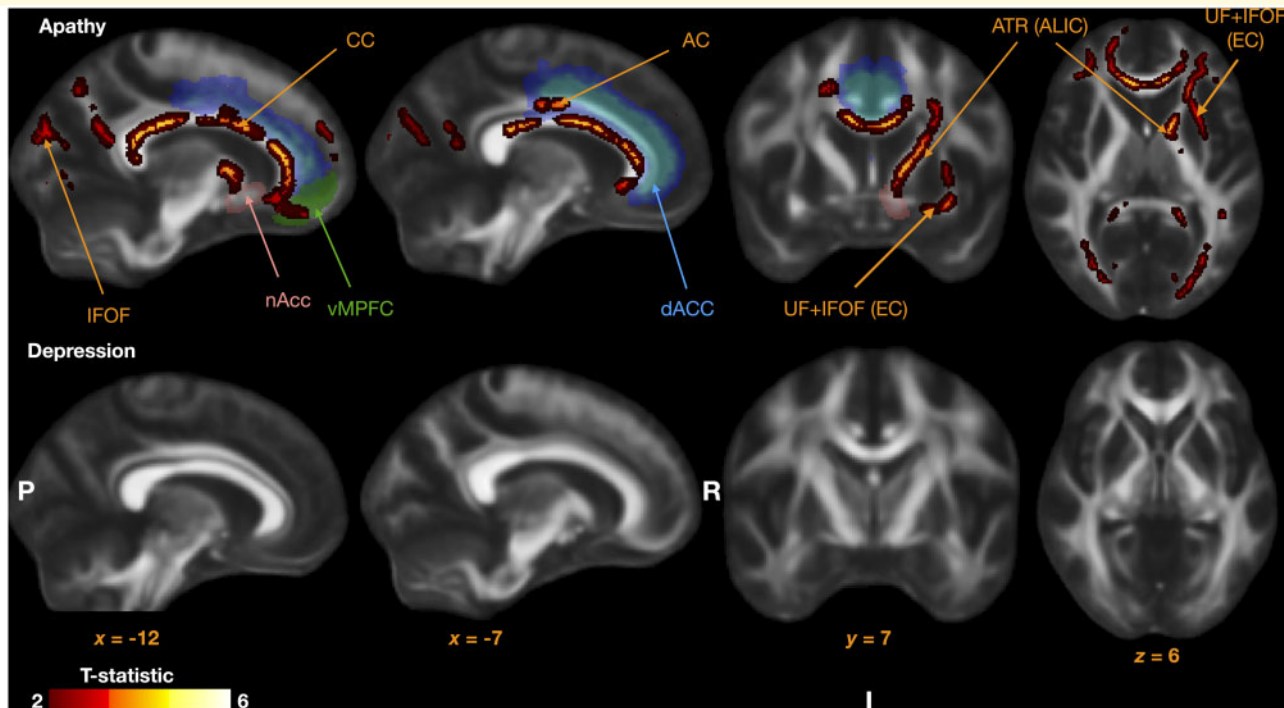 Apathy
CC
AC
ATR (ALIC)
UF+IFOF
(EC)
IFOF
nAcc
vMPFC
dACC
UF+IFOF (EC)
Depression
P
R
x = -12
x = -7
y = 7
z = 6
T-statistic
2
6
I